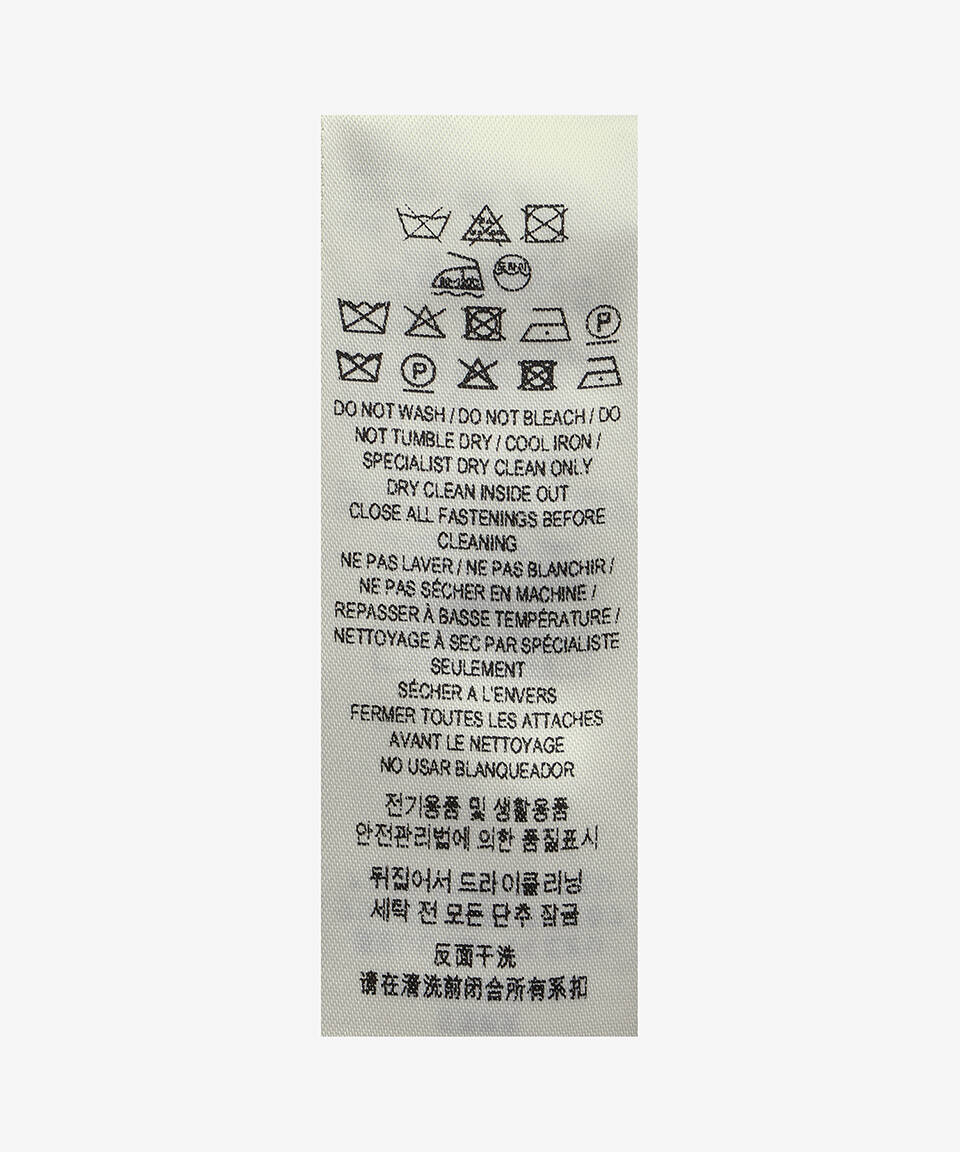 드라이
80~120℃
P
P
DO NOT WASH / DO NOT BLEACH / DO
NOT TUMBLE DRY / COOL IRON /
SPECIALIST DRY CLEAN ONLY
DRY CLEAN INSIDE OUT
CLOSE ALL FASTENINGS BEFORE
CLEANING
NE PAS LAVER / NE PAS BLANCHIR /
NE PAS SÉCHER EN MACHINE /
REPASSER À BASSE TEMPÉRATURE /
NETTOYAGE À SEC PAR SPÉCIALISTE
SEULEMENT
SÉCHER A L'ENVERS
FERMER TOUTES LES ATTACHES
AVANT LE NETTOYAGE
NO USAR BLANQUEADOR
전기용품 및 생활용품
안전관리법에 의한 품질표시
뒤집어서 드라이클리닝
세탁 전 모든 단추 잠금
反面干洗
请在清洗前闭合所有系扣